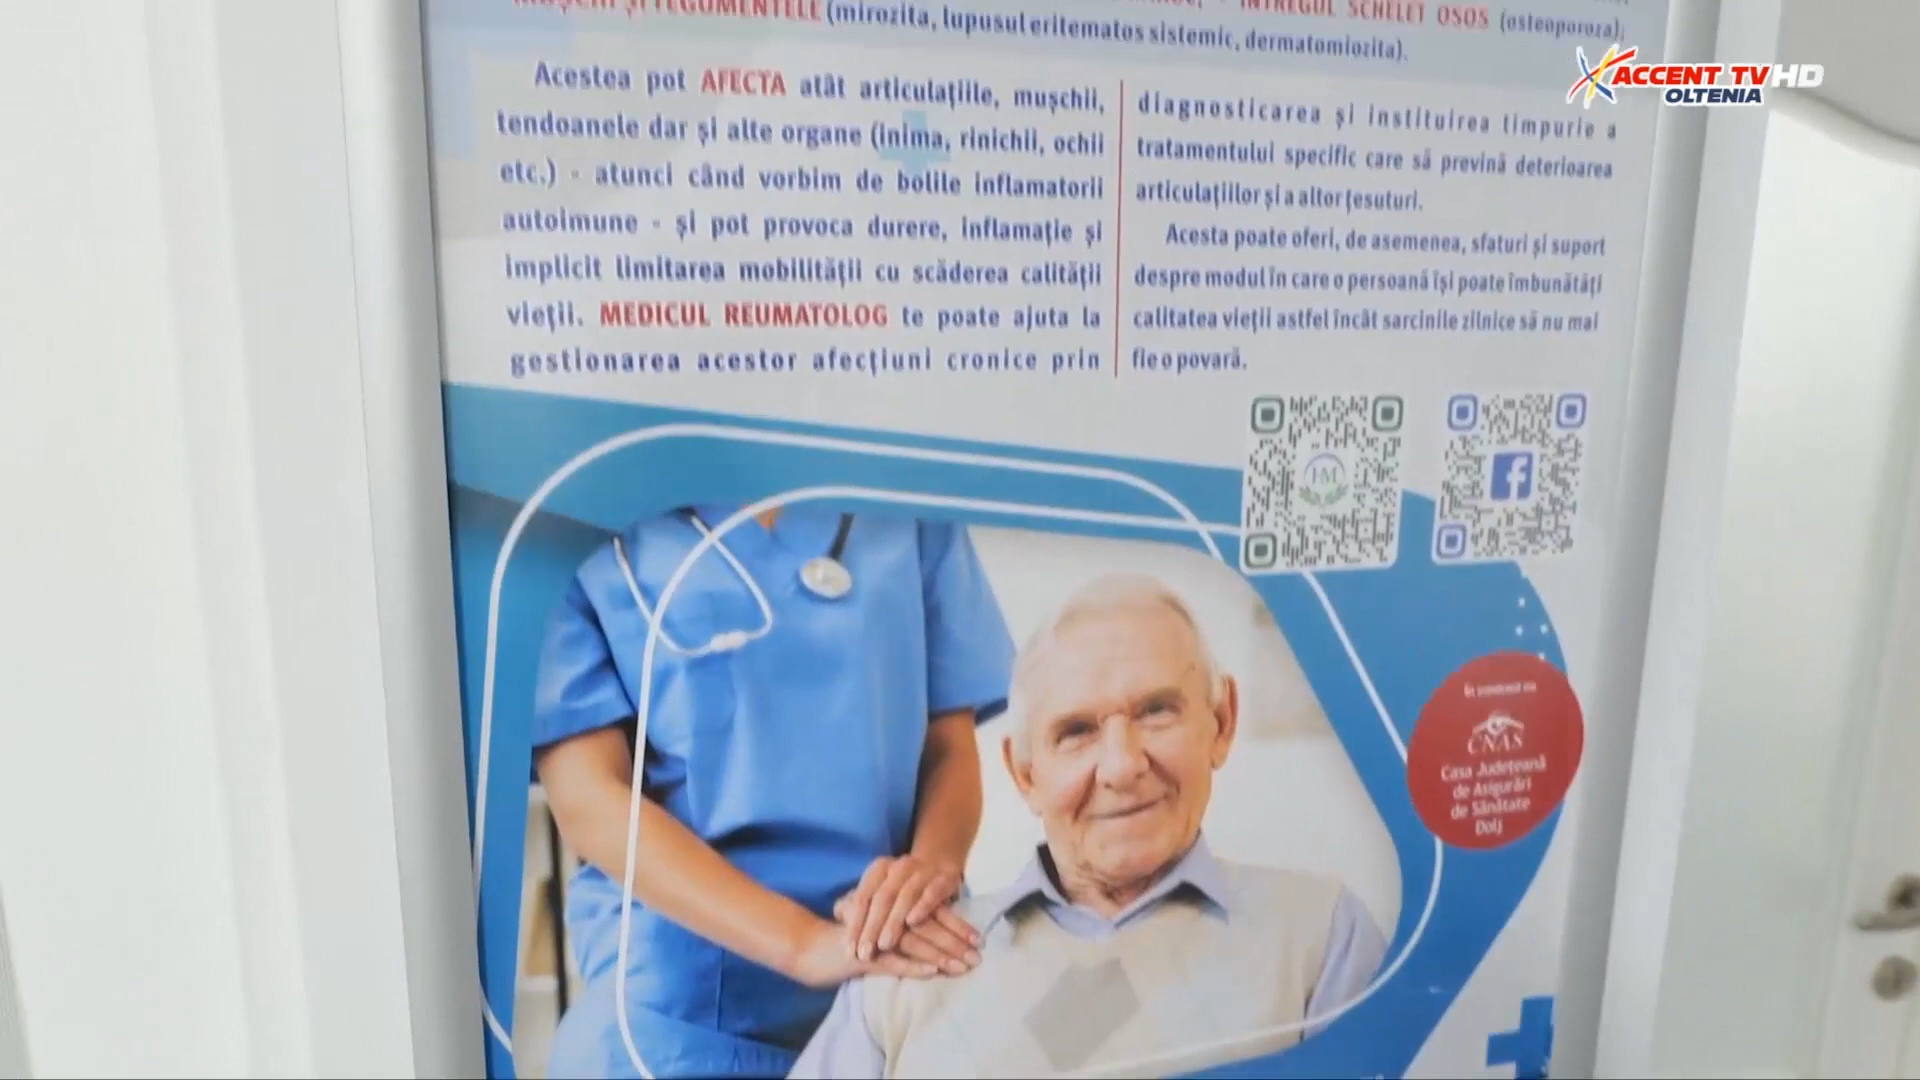 MUȘCHI ȘI TEGUMENTELE (mirozita, lupusul eritematos sistemic, dermatomiozita).
INTREGUL SCHELET OSOS (osteoporoza);
Acestea pot AFECTA atât articulațiile, mușchii,
tendoanele dar și alte organe (inima, rinichii, ochii
etc.) - atunci când vorbim de bolile inflamatorii
autoimune - și pot provoca durere, inflamație și
implicit limitarea mobilității cu scăderea calității
vieții. MEDICUL REUMATOLOG te poate ajuta la
gestionarea acestor afecțiuni cronice prin
diagnosticarea și instituirea timpurie a
tratamentului specific care să prevină deteriorarea
articulațiilor și a altor țesuturi.
Acesta poate oferi, de asemenea, sfaturi și suport
despre modul în care o persoană își poate îmbunătăți
calitatea vieții astfel încât sarcinile zilnice să nu mai
fie o povară.
HM
f
CNAS
Casa Județeană
de Asigurări
de Sănătate
Dolj
ACCENT TV HD
OLTENIA